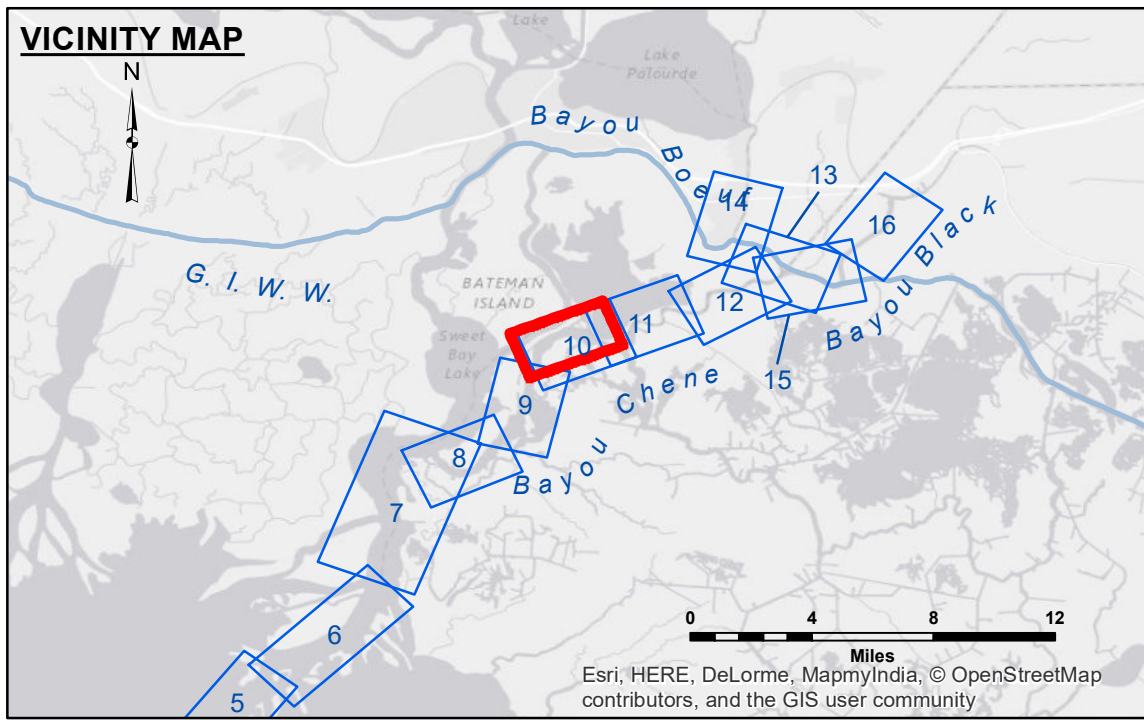 VICINITY MAP
N
Lake
Lake
Palourde
Bayou
Boeuf
13
14
16
Bayou Black
G. I. W. W.
BATEMAN
ISLAND
12
11
10
Sweet
Bay
Lake
15
Chene
9
8
Bayou
7
6
5
0 4 8 12
Miles
Esri, HERE, DeLorme, MapmyIndia, © OpenStreetMap
contributors, and the GIS user community